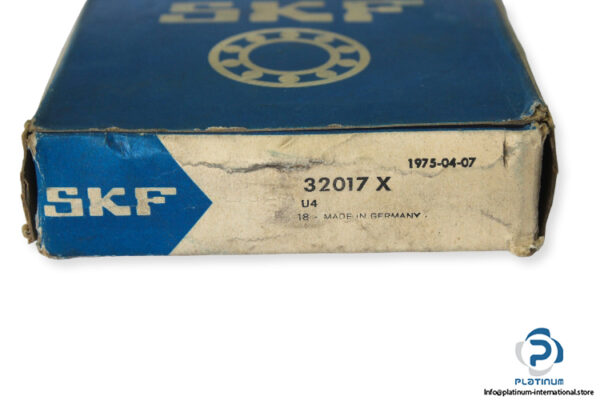 SKF
SKF
1975-04-07
32017 X
U4
18 - MADE IN GERMANY -
PLATINUM
Info@platinum-international.store